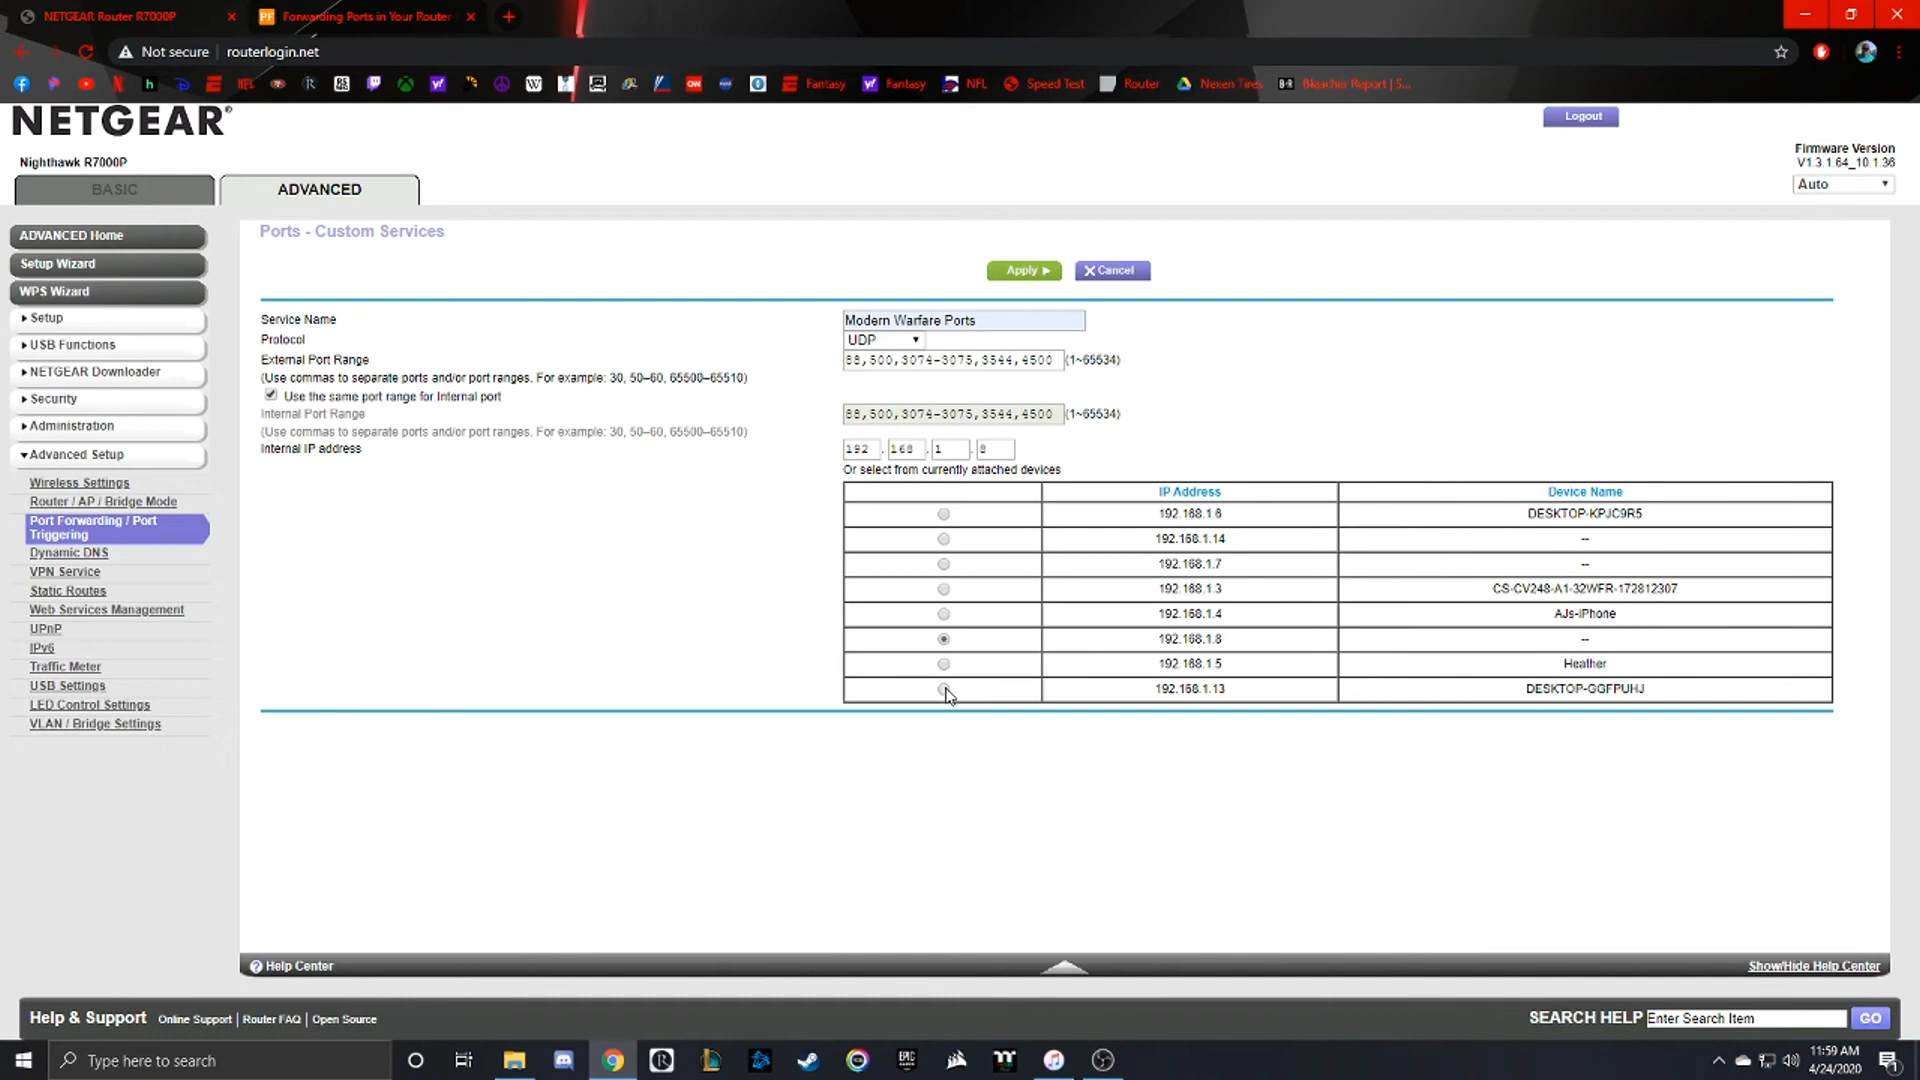 NETGEAR Router R7000P
Forwarding Ports in Your Router
Not secure | routerlogin.net
Fantasy
Fantasy
NFL
Speed Test
Router
Nexen Tires
Bleacher Report | S...
NETGEAR®
Nighthawk R7000P
Logout
Firmware Version
V1.3.1.64_10.1.36
Auto
BASIC
ADVANCED
ADVANCED Home
Setup Wizard
WPS Wizard
Setup
USB Functions
NETGEAR Downloader
Security
Administration
Advanced Setup
Wireless Settings
Router / AP / Bridge Mode
Port Forwarding / Port
Triggering
Dynamic DNS
VPN Service
Static Routes
Web Services Management
UPnP
IPv6
Traffic Meter
USB Settings
LED Control Settings
VLAN / Bridge Settings
Ports - Custom Services
Apply
Cancel
Service Name
Modern Warfare Ports
Protocol
UDP
External Port Range
88,500,3074-3075,3544,4500 (1~65534)
(Use commas to separate ports and/or port ranges. For example: 30, 50–60, 65500–65510)
Use the same port range for Internal port
Internal Port Range
88,500,3074-3075,3544,4500 (1~65534)
(Use commas to separate ports and/or port ranges. For example: 30, 50–60, 65500–65510)
Internal IP address
192 . 168 . 1 . 8
Or select from currently attached devices
IP Address Device Name
192.168.1.6 DESKTOP-KPJC9R5
192.168.1.14 --
192.168.1.7 --
192.168.1.3 CS-CV248-A1-32WFR-172812307
192.168.1.4 AJs-iPhone
192.168.1.8 --
192.168.1.5 Heather
192.168.1.13 DESKTOP-GGFPUHJ
Help Center
Show/Hide Help Center
Help & Support Online Support | Router FAQ | Open Source
SEARCH HELP Enter Search Item GO
Type here to search
11:59 AM
4/24/2020